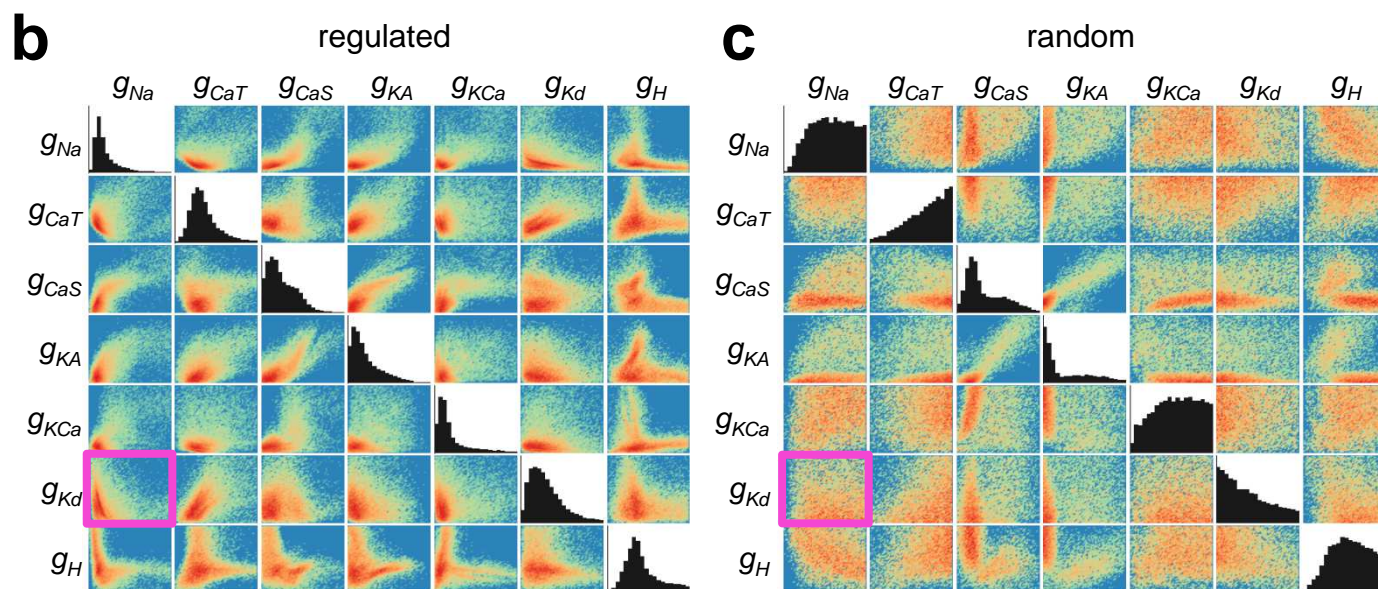 b regulated
c random
gNa gCaT gCaS gKA gKCa gKd gH
gNa gCaT gCaS gKA gKCa gKd gH
gNa gNa
gCaT gCaT
gCaS gCaS
gKA gKA
gKCa gKCa
gKd gKd
gH gH